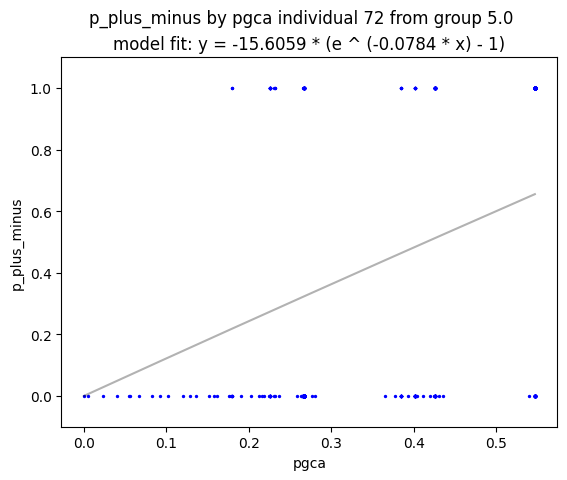 p_plus_minus by pgca individual 72 from group 5.0
model fit: y = -15.6059 * (e ^ (-0.0784 * x) - 1)
1.0
0.8
0.6
0.4
0.2
0.0
p_plus_minus
0.0 0.1 0.2 0.3 0.4 0.5
pgca